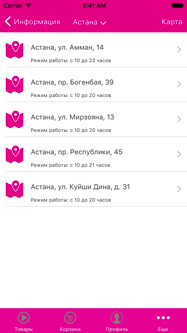 Carrier 2:41 AM
Информация Астана Карта
Астана, ул. Амман, 14
Режим работы: с 10 до 22 часов
Астана, пр. Богенбая, 39
Режим работы: с 10 до 20 часов
Астана, ул. Мирзояна, 13
Режим работы: с 10 до 20 часов
Астана, пр. Республики, 45
Режим работы: с 10 до 21 часов
Астана, ул. Куйши Дина, д. 31
Режим работы: с 10 до 20 часов
Товары Корзина Профиль Еще